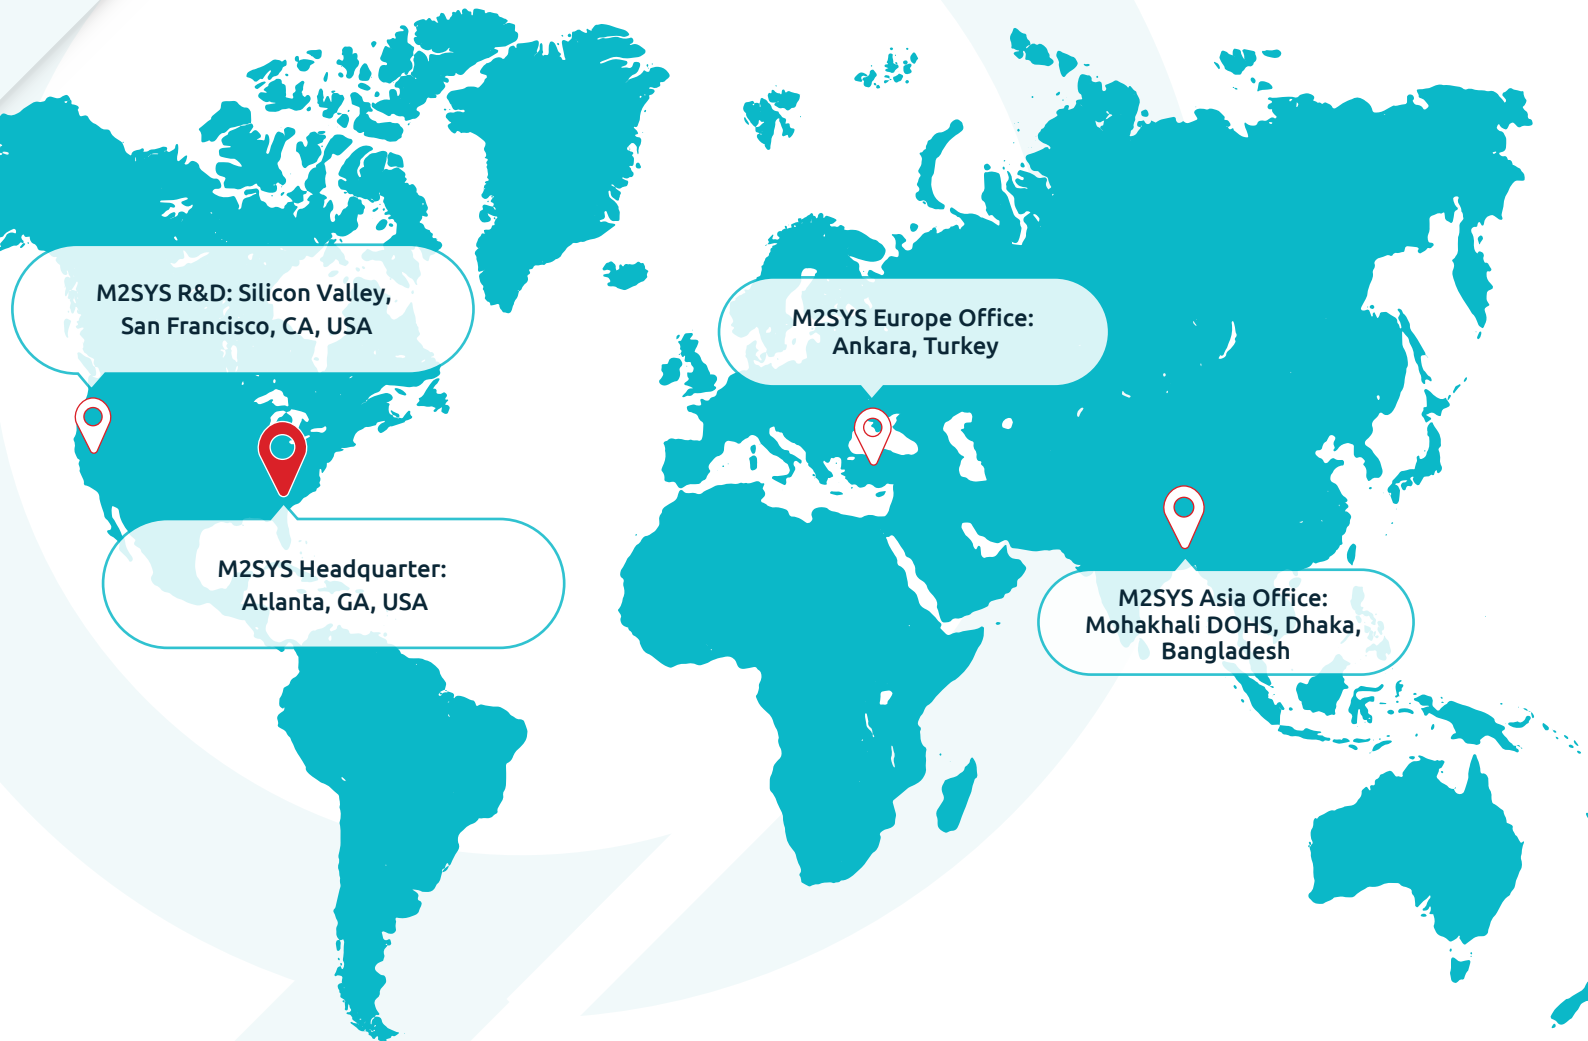 M2SYS R&D: Silicon Valley,
San Francisco, CA, USA
M2SYS Europe Office:
Ankara, Turkey
M2SYS Headquarter:
Atlanta, GA, USA
M2SYS Asia Office:
Mohakhali DOHS, Dhaka,
Bangladesh